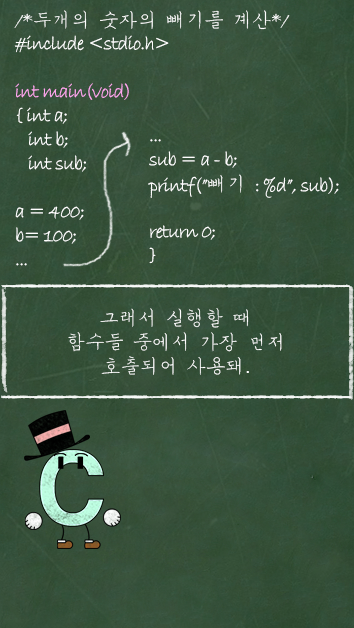 /*두개의 숫자의 빼기를 계산*/
#include <stdio.h>
int main(void)
{ int a;
int b;
int sub;
a = 400;
b= 100;
...
...
sub = a - b;
printf("빼기 : %d", sub);
return 0;
}
그래서 실행할 때
함수들 중에서 가장 먼저
호출되어 사용돼.
C